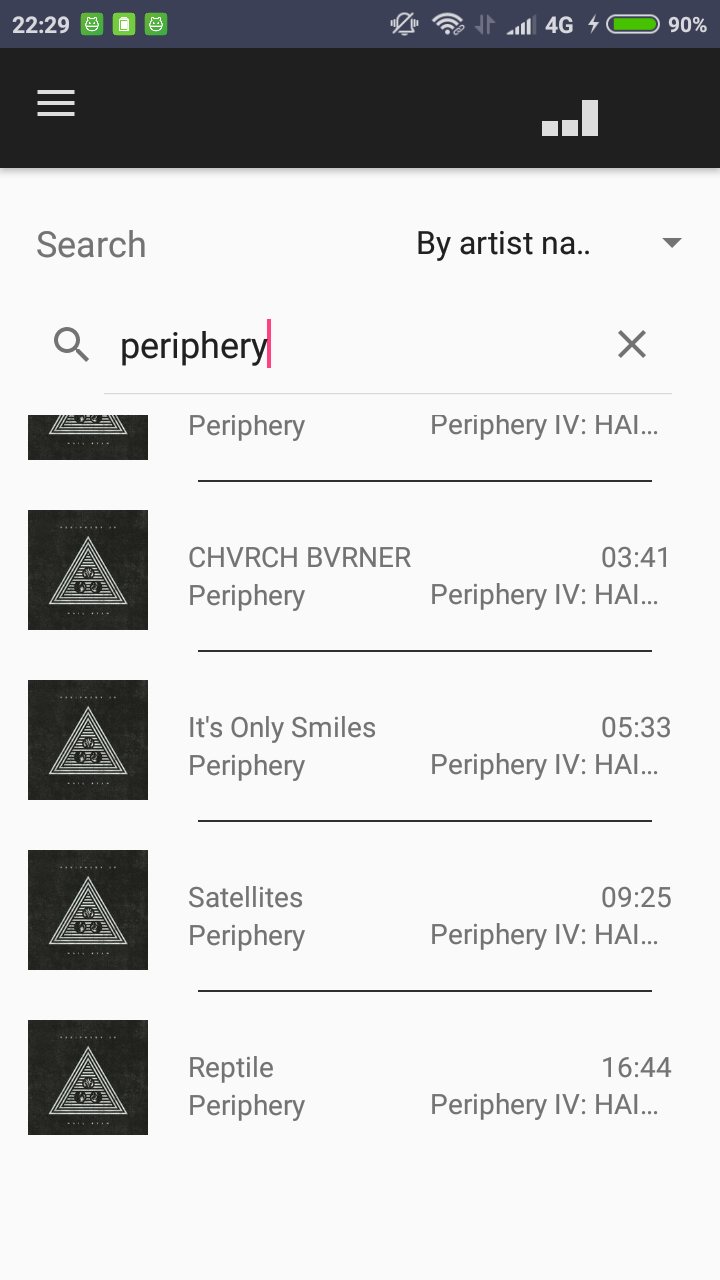 22:29 4G 90%
Search By artist na..
periphery
Periphery Periphery IV: HAI...
CHVRCH BVRNER 03:41
Periphery Periphery IV: HAI...
It's Only Smiles 05:33
Periphery Periphery IV: HAI...
Satellites 09:25
Periphery Periphery IV: HAI...
Reptile 16:44
Periphery Periphery IV: HAI...